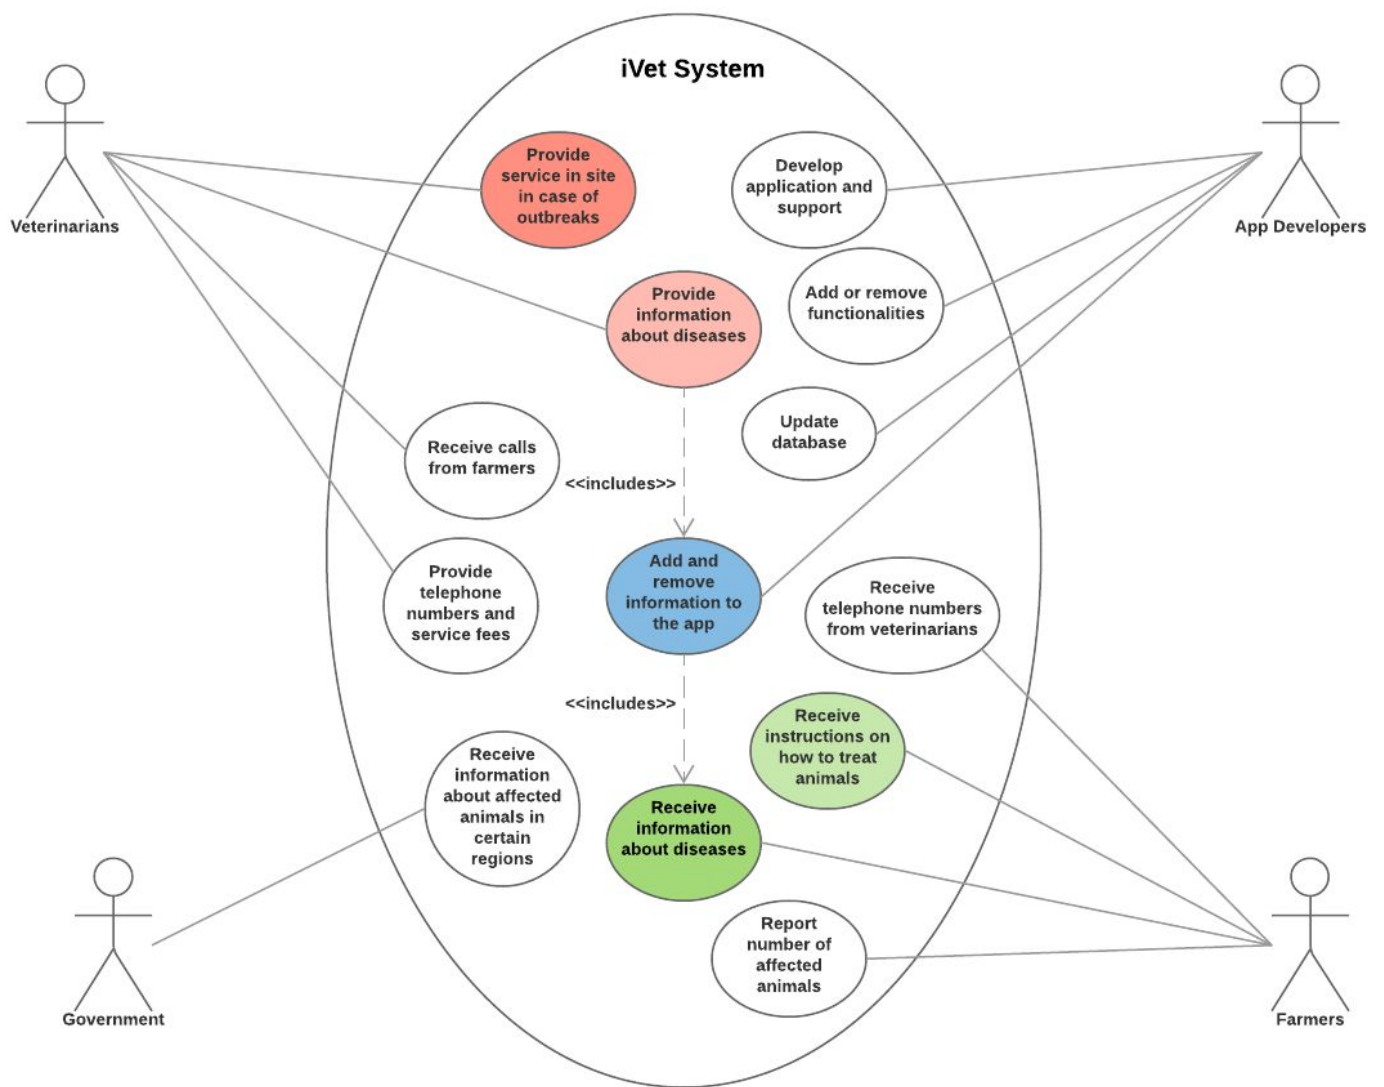 iVet System
Veterinarians
App Developers
Provide
service in site
in case of
outbreaks
Develop
application and
support
Provide
information
about diseases
Add or remove
functionalities
Update
database
Receive calls
from farmers
<<includes>>
Add and
remove
information to
the app
Provide
telephone
numbers and
service fees
Receive
telephone numbers
from veterinarians
<<includes>>
Receive
instructions on
how to treat
animals
Receive
information
about affected
animals in
certain
regions
Receive
information
about diseases
Report
number of
affected
animals
Government
Farmers